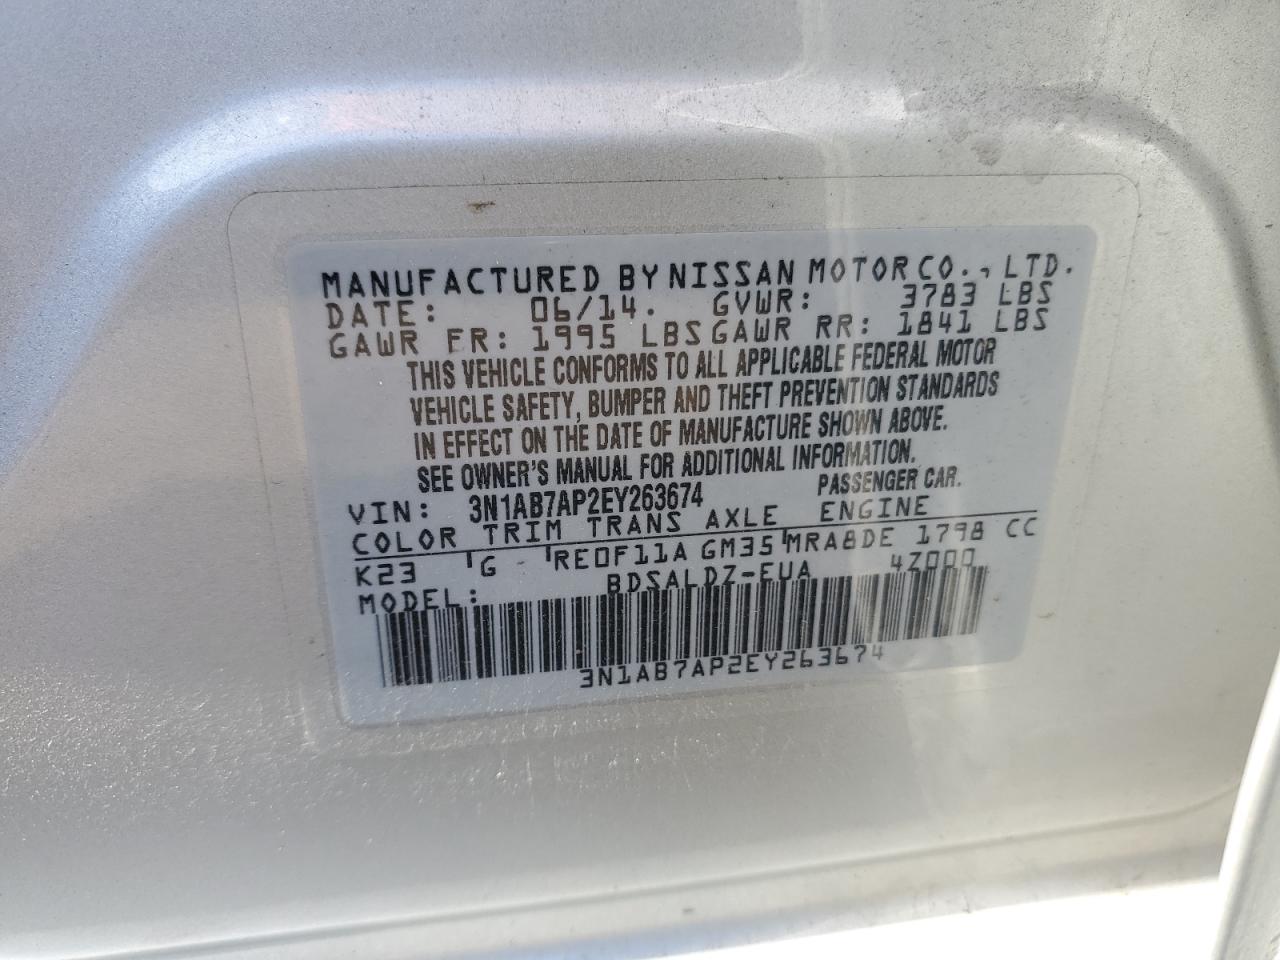 MANUFACTURED BY NISSAN MOTOR CO., LTD.
DATE: 06/14. GVWR: 3783 LBS
GAWR FR: 1995 LBS GAWR RR: 1841 LBS
THIS VEHICLE CONFORMS TO ALL APPLICABLE FEDERAL MOTOR
VEHICLE SAFETY, BUMPER AND THEFT PREVENTION STANDARDS
IN EFFECT ON THE DATE OF MANUFACTURE SHOWN ABOVE.
SEE OWNER'S MANUAL FOR ADDITIONAL INFORMATION.
VIN: 3N1AB7AP2EY263674 PASSENGER CAR.
COLOR TRIM TRANS AXLE ENGINE
K23 G RE0F11A GM35 MRA8DE 1798 CC
MODEL: BDSALDZ-EUA 4Z000
3N1AB7AP2EY263674